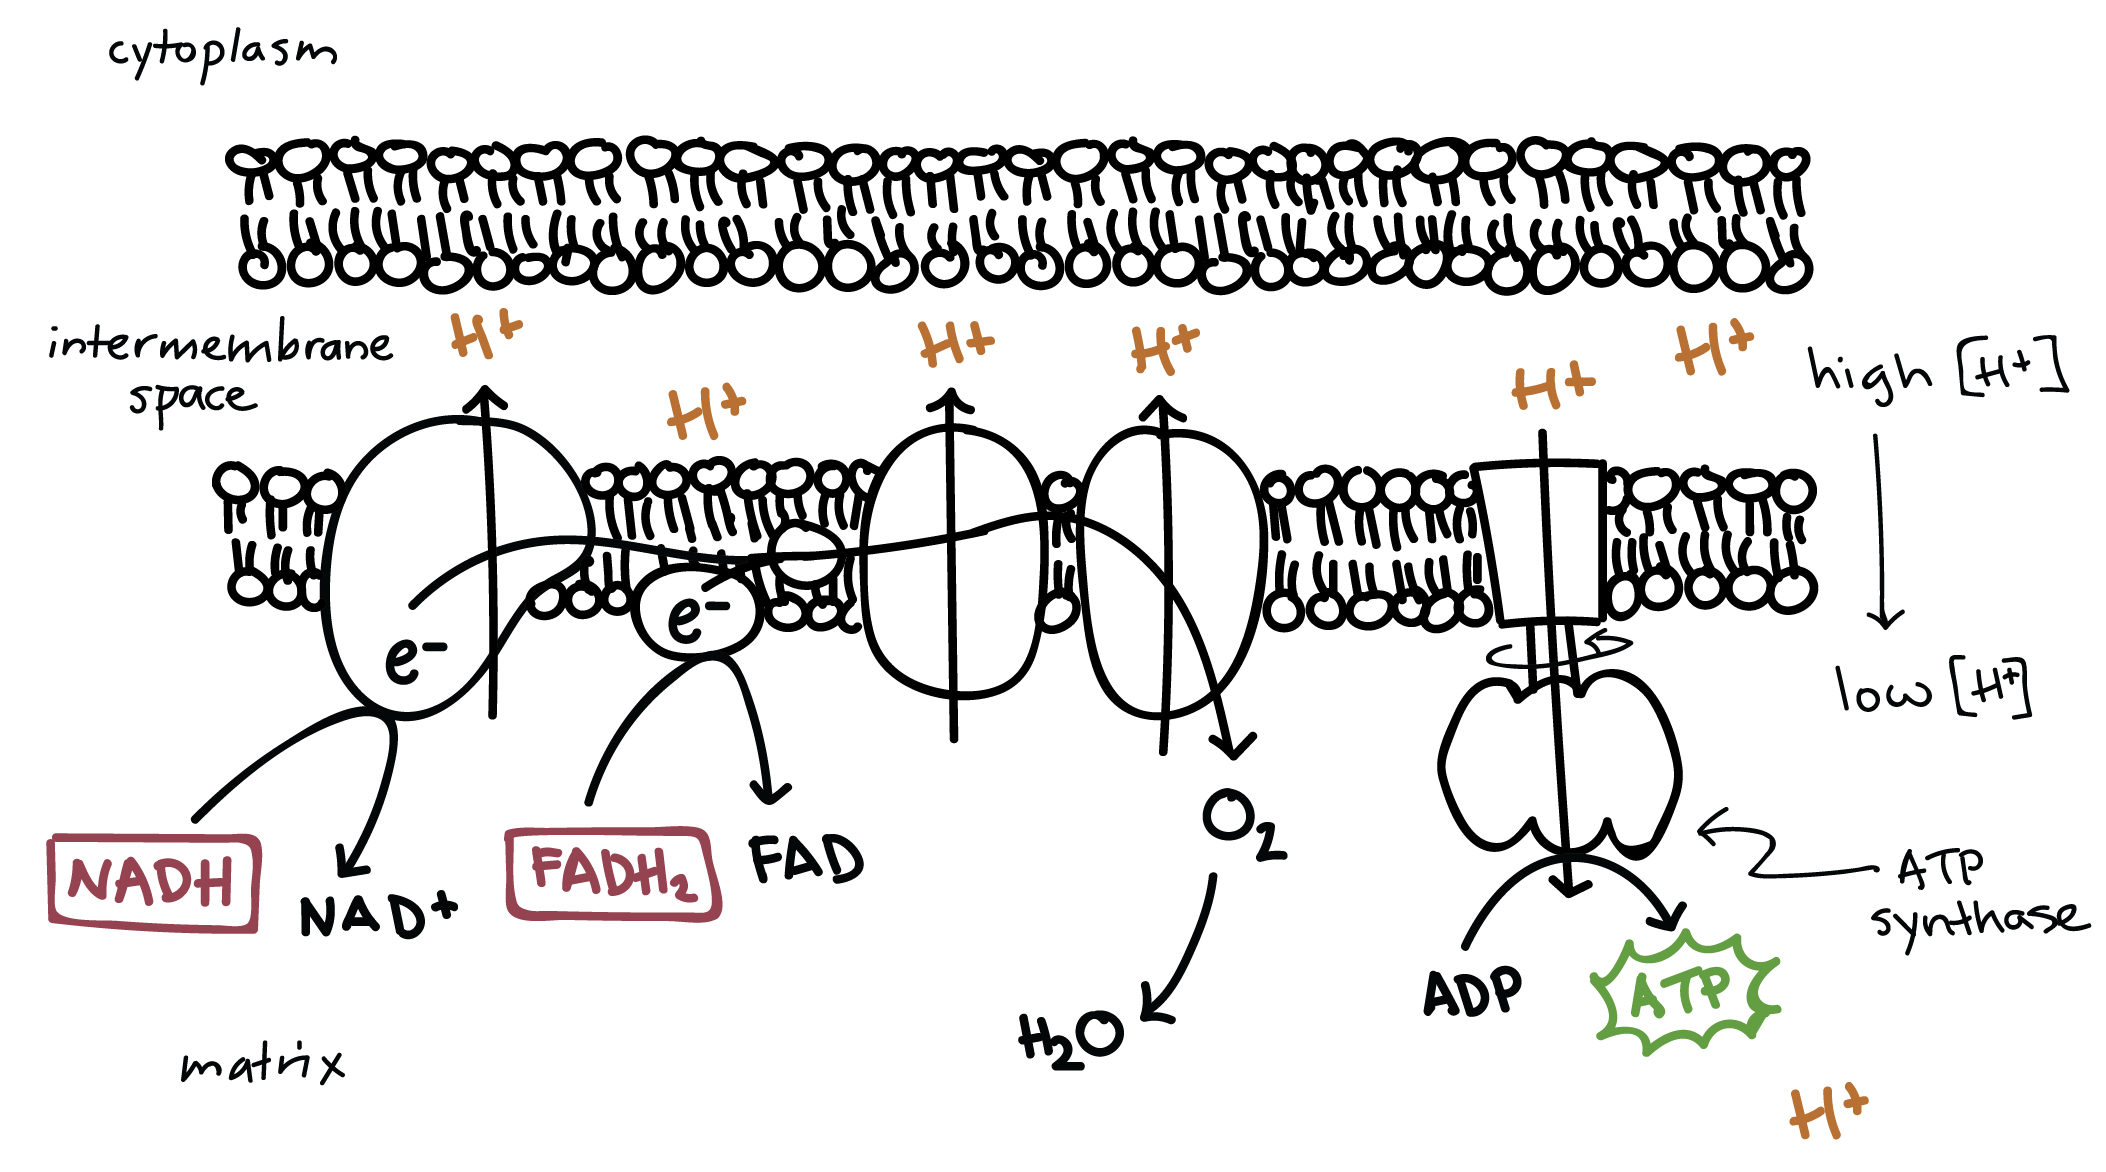 cytoplasm
intermembrane
space
H+
H+
H+
H+
H+
H+
high [H+]
low [H+]
e-
e-
NADH
NAD+
FADH₂
FAD
O₂
H₂O
ADP
ATP
ATP
synthase
matrix
H+